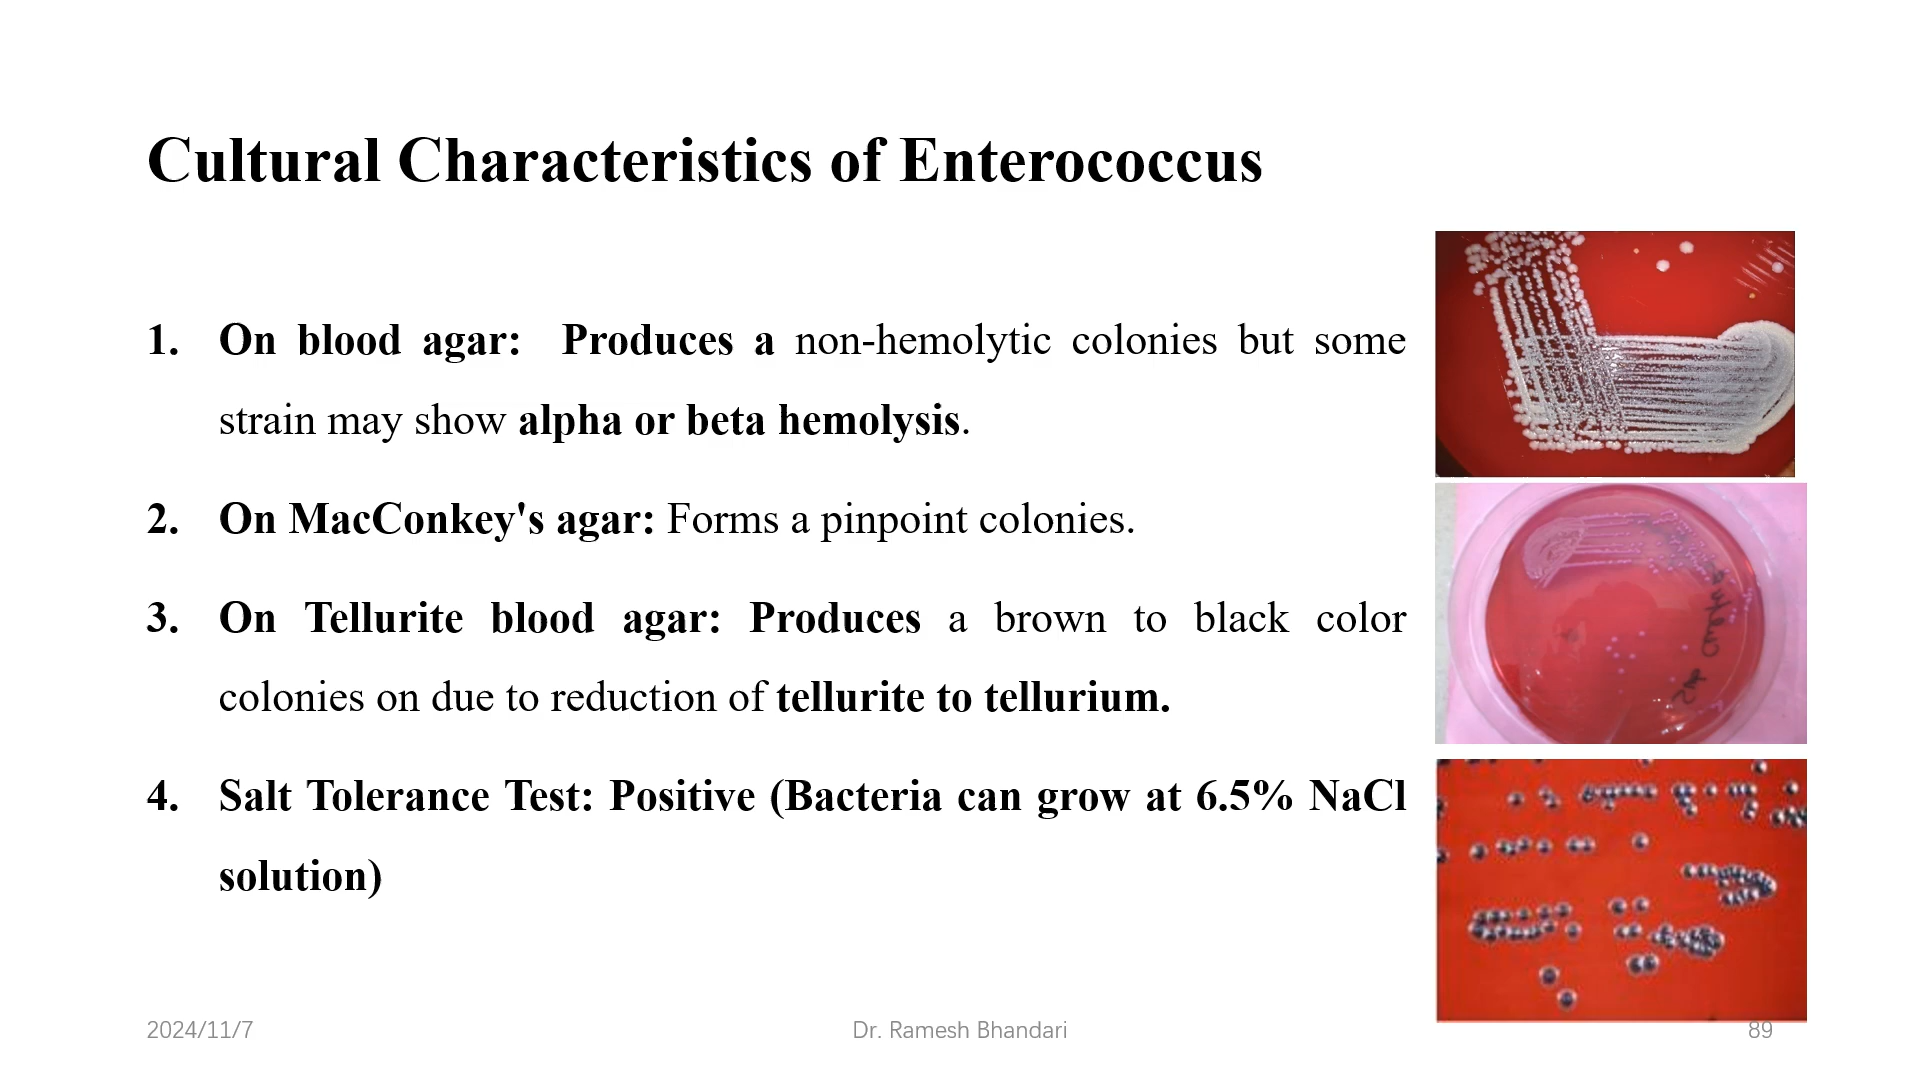 Cultural Characteristics of Enterococcus
1. On blood agar: Produces a non-hemolytic colonies but some
strain may show alpha or beta hemolysis.
2. On MacConkey's agar: Forms a pinpoint colonies.
3. On Tellurite blood agar: Produces a brown to black color
colonies on due to reduction of tellurite to tellurium.
4. Salt Tolerance Test: Positive (Bacteria can grow at 6.5% NaCl
solution)
2024/11/7
Dr. Ramesh Bhandari
89